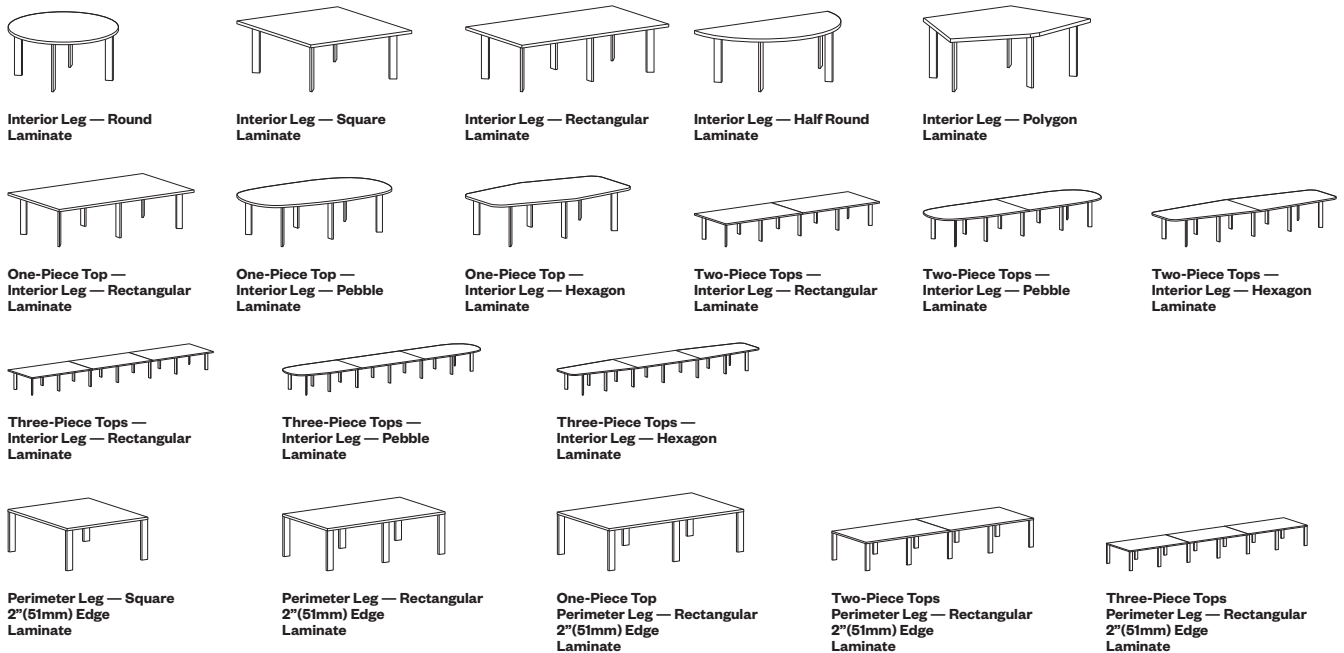 Interior Leg — Round
Laminate
Interior Leg — Square
Laminate
Interior Leg — Rectangular
Laminate
Interior Leg — Half Round
Laminate
Interior Leg — Polygon
Laminate
One-Piece Top —
Interior Leg — Rectangular
Laminate
One-Piece Top —
Interior Leg — Pebble
Laminate
One-Piece Top —
Interior Leg — Hexagon
Laminate
Two-Piece Tops —
Interior Leg — Rectangular
Laminate
Two-Piece Tops —
Interior Leg — Pebble
Laminate
Two-Piece Tops —
Interior Leg — Hexagon
Laminate
Three-Piece Tops —
Interior Leg — Rectangular
Laminate
Three-Piece Tops —
Interior Leg — Pebble
Laminate
Three-Piece Tops —
Interior Leg — Hexagon
Laminate
Perimeter Leg — Square
2”(51mm) Edge
Laminate
Perimeter Leg — Rectangular
2”(51mm) Edge
Laminate
One-Piece Top
Perimeter Leg — Rectangular
2”(51mm) Edge
Laminate
Two-Piece Tops
Perimeter Leg — Rectangular
2”(51mm) Edge
Laminate
Three-Piece Tops
Perimeter Leg — Rectangular
2”(51mm) Edge
Laminate